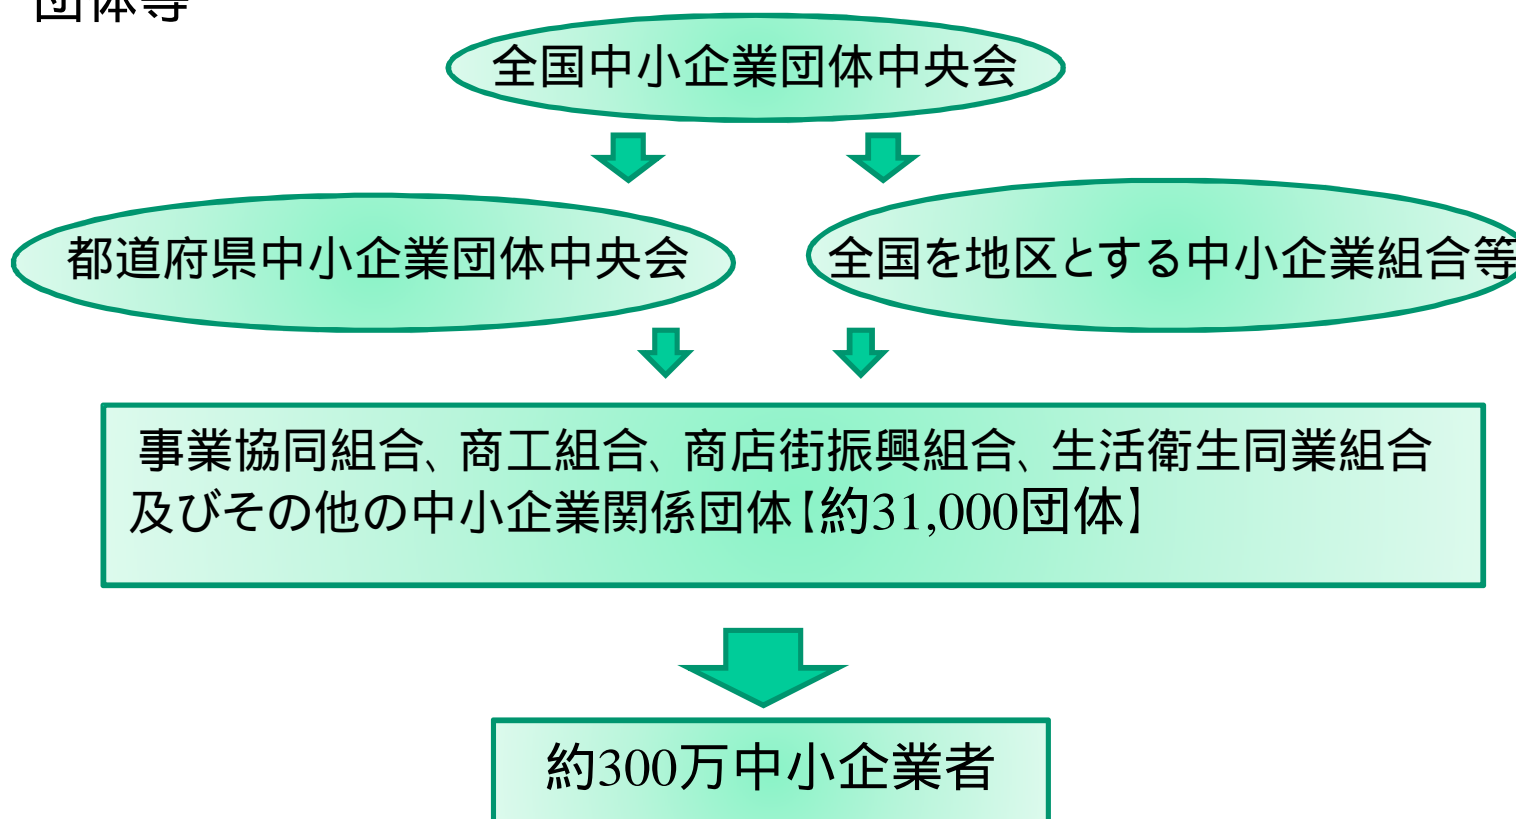 団体等
全国中小企業団体中央会
都道府県中小企業団体中央会
全国を地区とする中小企業組合等
事業協同組合、商工組合、商店街振興組合、生活衛生同業組合
及びその他の中小企業関係団体【約31,000団体】
約300万中小企業者